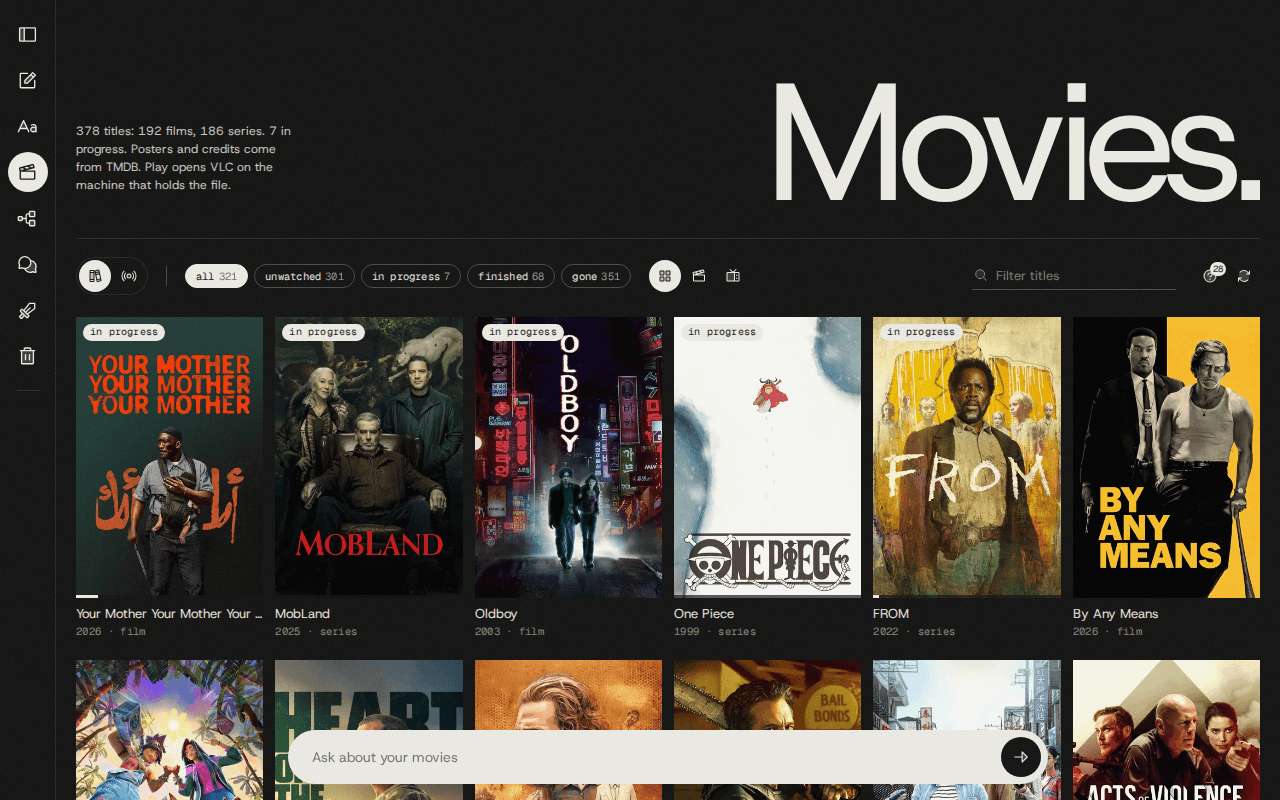 Movies.
378 titles: 192 films, 186 series. 7 in
progress. Posters and credits come
from TMDB. Play opens VLC on the
machine that holds the file.
Aa
all 321
unwatched 301
in progress 7
finished 68
gone 351
Filter titles
28
in progress
YOUR MOTHER
YOUR MOTHER
YOUR MOTHER
in progress
MOBLAND
in progress
OLDBOY
in progress
ONE PIECE
in progress
FROM
BY
ANY
MEANS
Your Mother Your Mother Your …
2026 · film
MobLand
2025 · series
Oldboy
2003 · film
One Piece
1999 · series
FROM
2022 · series
By Any Means
2026 · film
HEART
THE
BAIL
BONDS
ACTS OF VIOLENCE
Ask about your movies